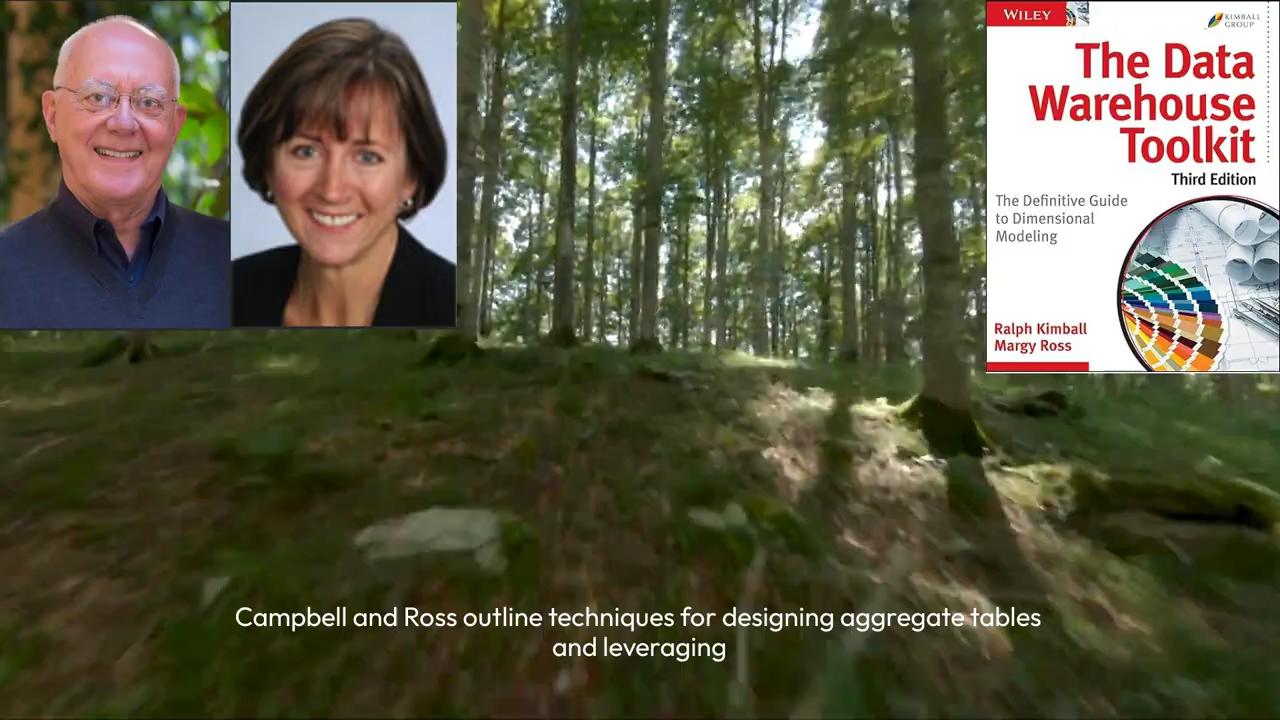 WILEY
KIMBALL
GROUP
The Data
Warehouse
Toolkit
Third Edition
The Definitive Guide
to Dimensional
Modeling
Ralph Kimball
Margy Ross
Campbell and Ross outline techniques for designing aggregate tables
and leveraging